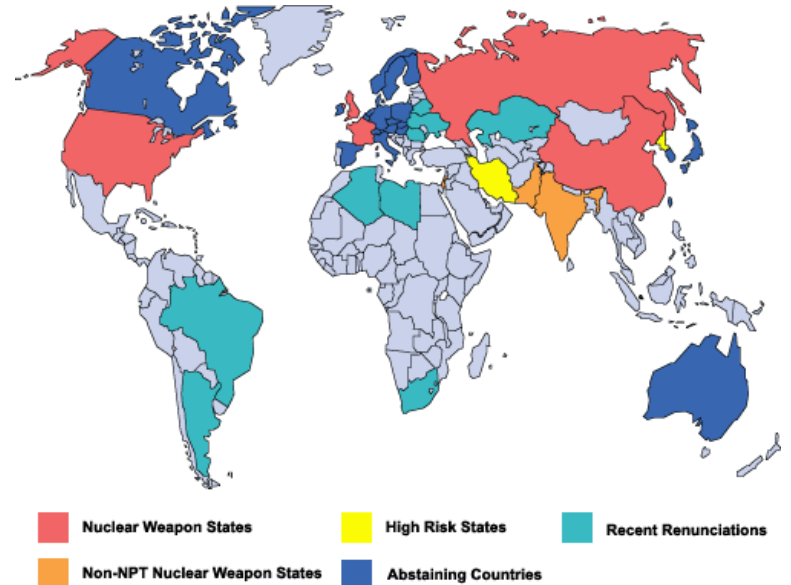 Nuclear Weapon States
High Risk States
Recent Renunciations
Non-NPT Nuclear Weapon States
Abstaining Countries